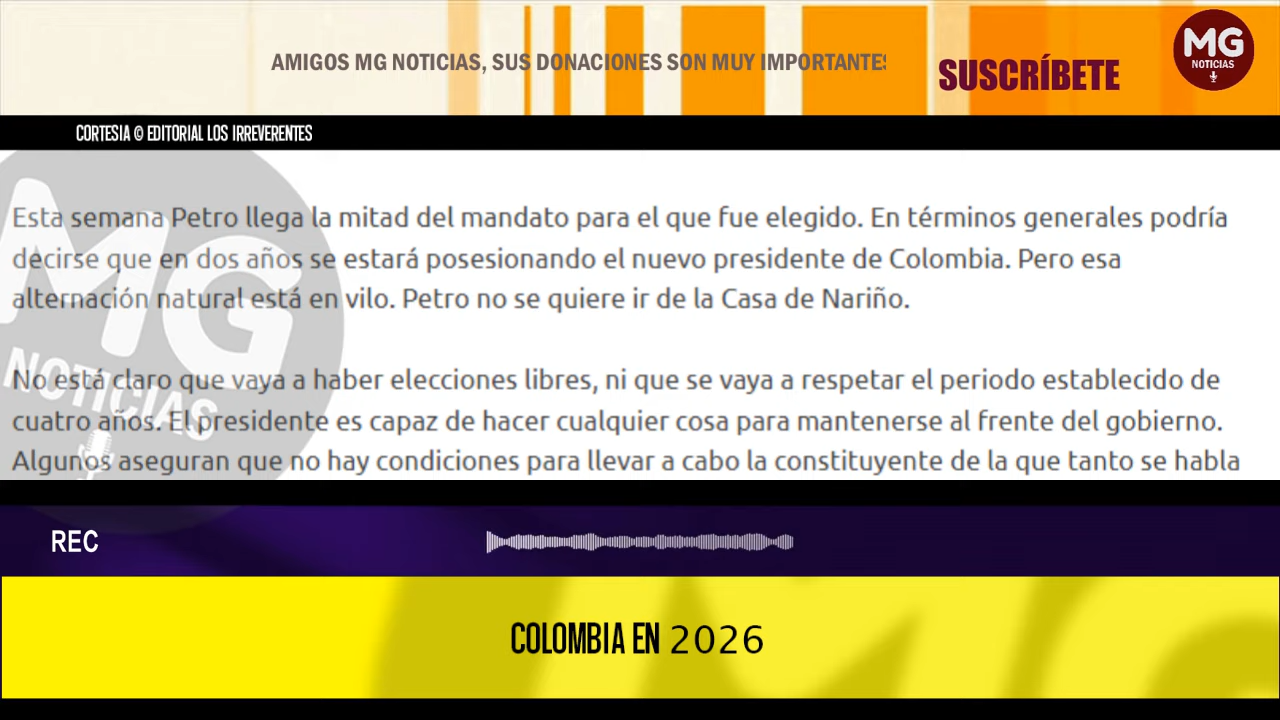 AMIGOS MG NOTICIAS, SUS DONACIONES SON MUY IMPORTANTES
SUSCRÍBETE
MG
NOTICIAS
CORTESIA © EDITORIAL LOS IRREVERENTES
Esta semana Petro llega la mitad del mandato para el que fue elegido. En términos generales podría
decirse que en dos años se estará posesionando el nuevo presidente de Colombia. Pero esa
alternación natural está en vilo. Petro no se quiere ir de la Casa de Nariño.
No está claro que vaya a haber elecciones libres, ni que se vaya a respetar el periodo establecido de
cuatro años. El presidente es capaz de hacer cualquier cosa para mantenerse al frente del gobierno.
Algunos aseguran que no hay condiciones para llevar a cabo la constituyente de la que tanto se habla
MG
NOTICIAS
REC
COLOMBIA EN 2026